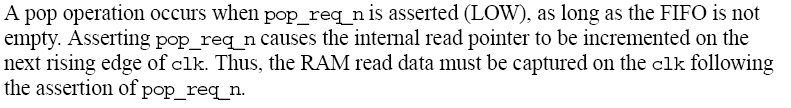 A pop operation occurs when pop_req_n is asserted (LOW), as long as the FIFO is not
empty. Asserting pop_req_n causes the internal read pointer to be incremented on the
next rising edge of clk. Thus, the RAM read data must be captured on the clk following
the assertion of pop_req_n.